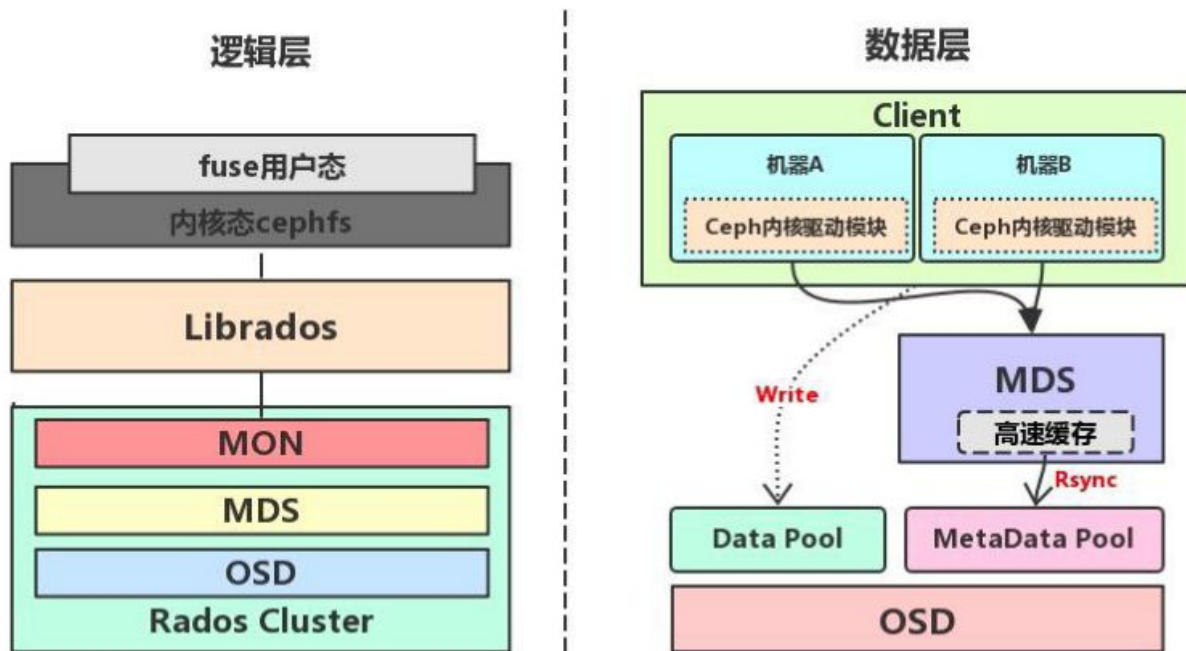 逻辑层
fuse用户态
内核态cephfs
Librados
MON
MDS
OSD
Rados Cluster
数据层
Client
机器A
机器B
Ceph内核驱动模块
Ceph内核驱动模块
MDS
高速缓存
Write
Rsync
Data Pool
MetaData Pool
OSD